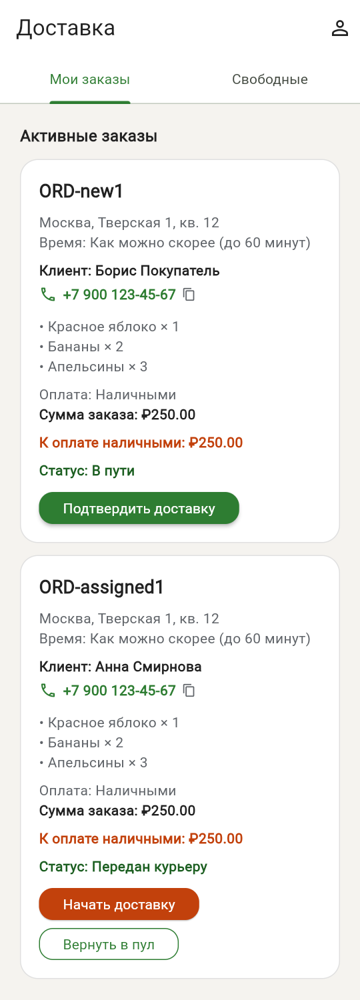 Доставка
Мои заказы
Свободные
Активные заказы
ORD-new1
Москва, Тверская 1, кв. 12
Время: Как можно скорее (до 60 минут)
Клиент: Борис Покупатель
+7 900 123-45-67
• Красное яблоко × 1
• Бананы × 2
• Апельсины × 3
Оплата: Наличными
Сумма заказа: ₽250.00
К оплате наличными: ₽250.00
Статус: В пути
Подтвердить доставку
ORD-assigned1
Москва, Тверская 1, кв. 12
Время: Как можно скорее (до 60 минут)
Клиент: Анна Смирнова
+7 900 123-45-67
• Красное яблоко × 1
• Бананы × 2
• Апельсины × 3
Оплата: Наличными
Сумма заказа: ₽250.00
К оплате наличными: ₽250.00
Статус: Передан курьеру
Начать доставку
Вернуть в пул